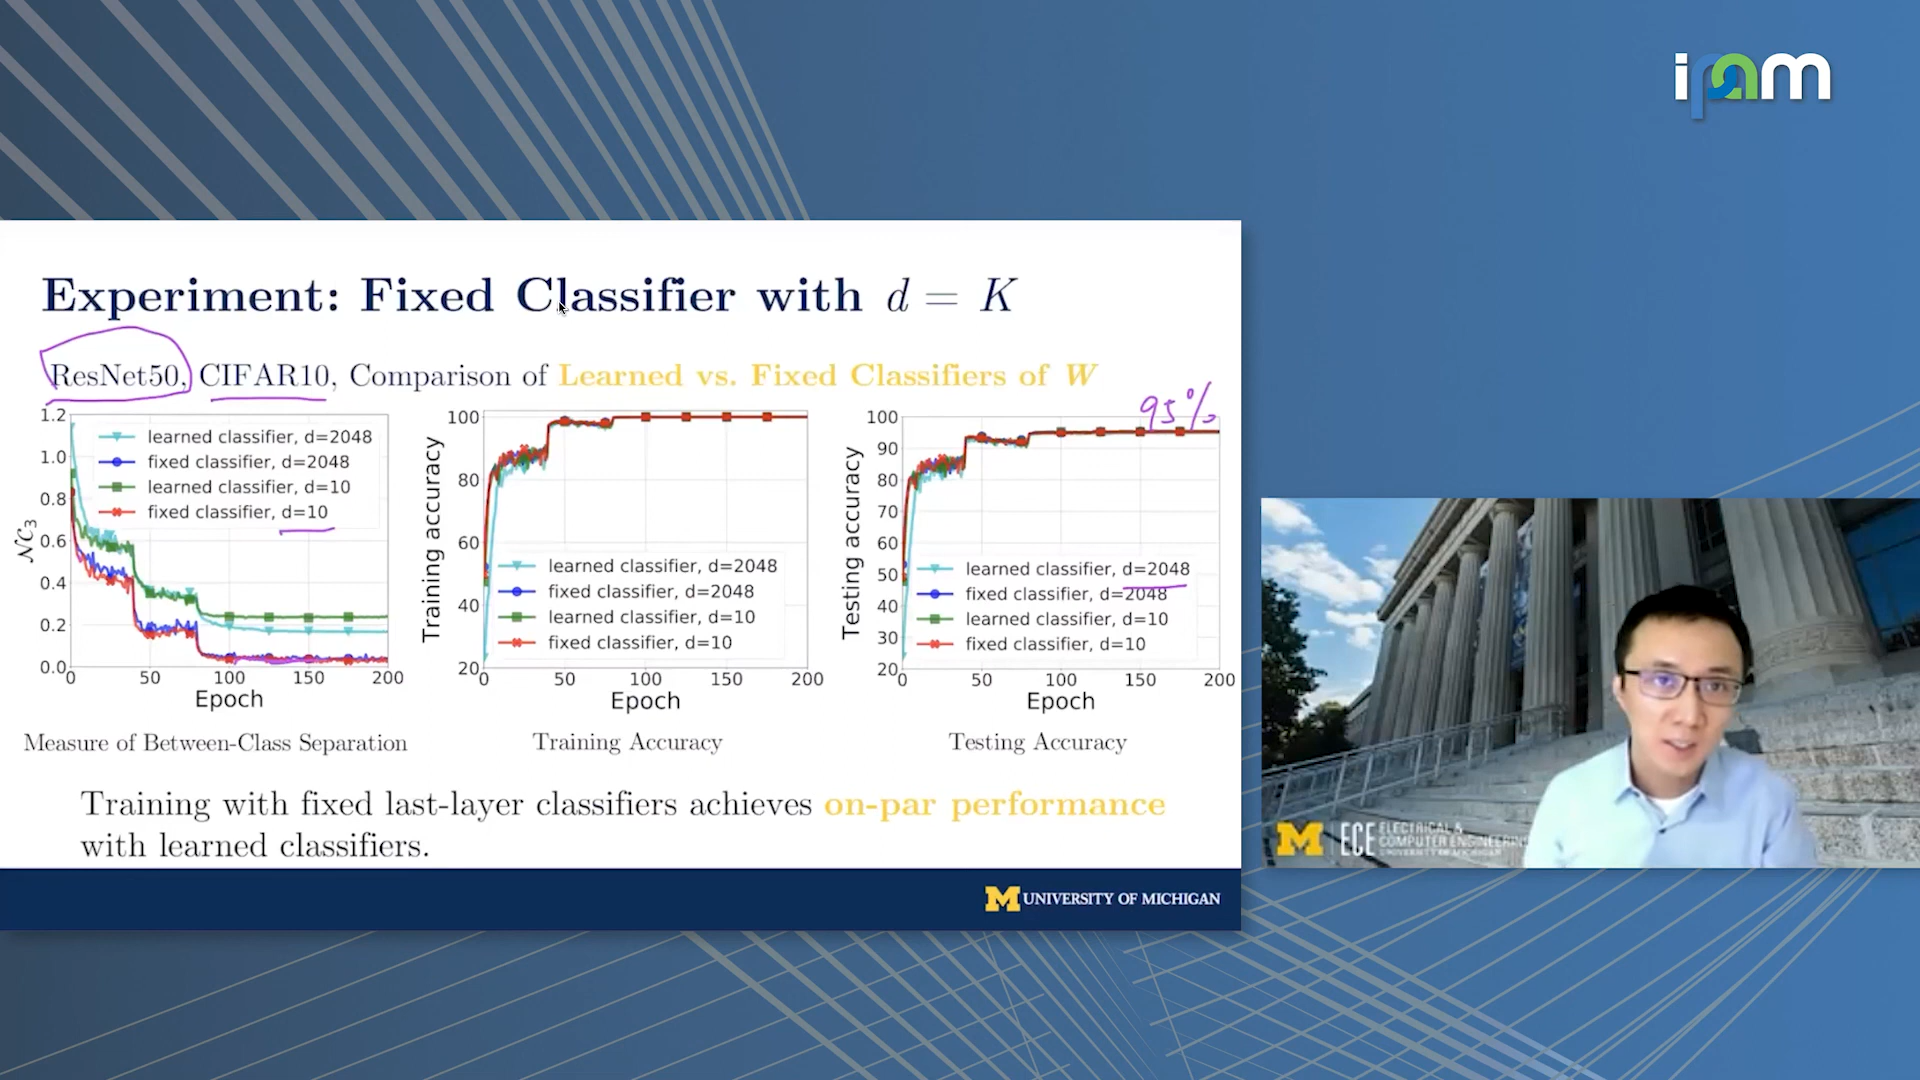 ipam
Experiment: Fixed Classifier with d = K
ResNet50, CIFAR10, Comparison of Learned vs. Fixed Classifiers of W
95%
1.2
1.0
0.8
0.6
0.4
0.2
0.0
NC3
learned classifier, d=2048
fixed classifier, d=2048
learned classifier, d=10
fixed classifier, d=10
0 50 100 150 200
Epoch
Measure of Between-Class Separation
100
80
60
40
20
Training accuracy
learned classifier, d=2048
fixed classifier, d=2048
learned classifier, d=10
fixed classifier, d=10
0 50 100 150 200
Epoch
Training Accuracy
100
90
80
70
60
50
40
30
20
Testing accuracy
learned classifier, d=2048
fixed classifier, d=2048
learned classifier, d=10
fixed classifier, d=10
0 50 100 150 200
Epoch
Testing Accuracy
Training with fixed last-layer classifiers achieves on-par performance
with learned classifiers.
M UNIVERSITY OF MICHIGAN
M ECE ELECTRICAL &
COMPUTER ENGINEERING
UNIVERSITY OF MICHIGAN